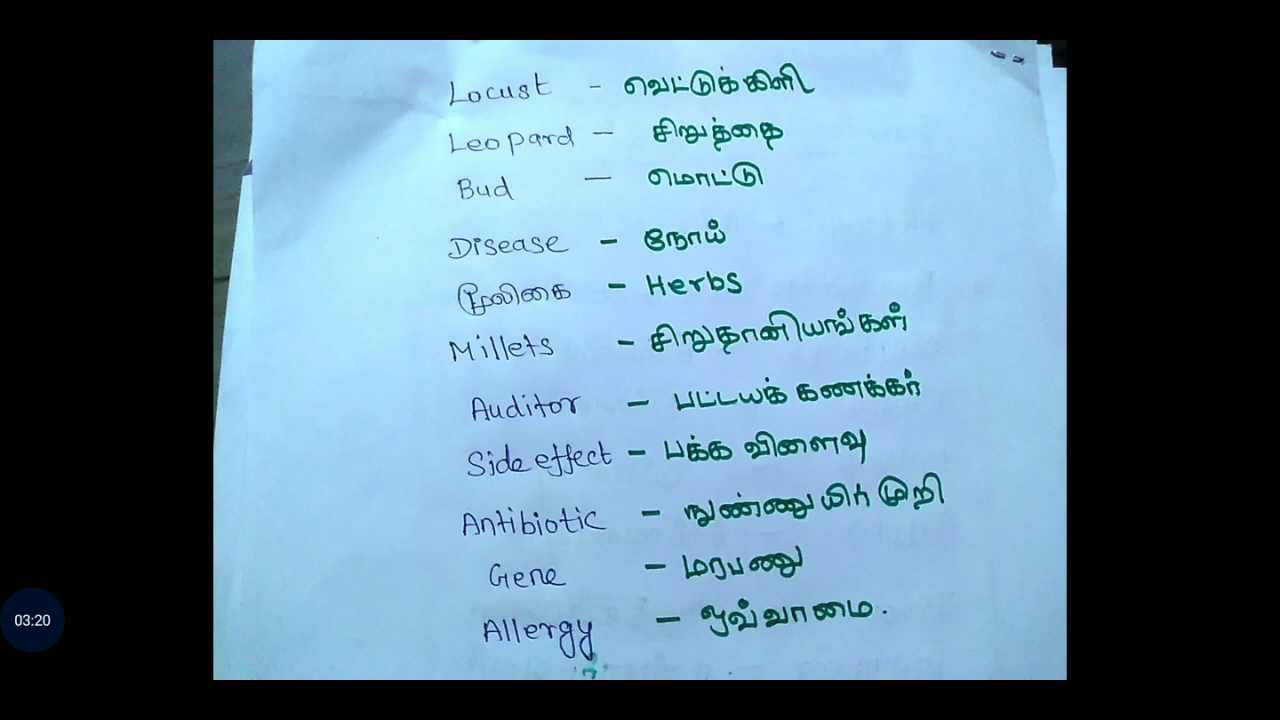 Locust - வெட்டுக்கிளி
Leopard - சிறுத்தை
Bud - மொட்டு
Disease - நோய்
மூலிகை - Herbs
Millets - சிறுதானியங்கள்
Auditor - பட்டயக் கணக்கர்
Side effect - பக்க விளைவு
Antibiotic - நுண்ணுயிர் முறி
03:20
Gene - மரபணு
Allergy - ஒவ்வாமை.